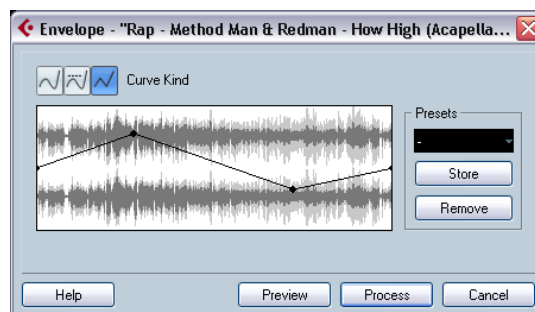 Envelope - "Rap - Method Man & Redman - How High (Acapella...
Curve Kind
Presets
-
Store
Remove
Help
Preview
Process
Cancel